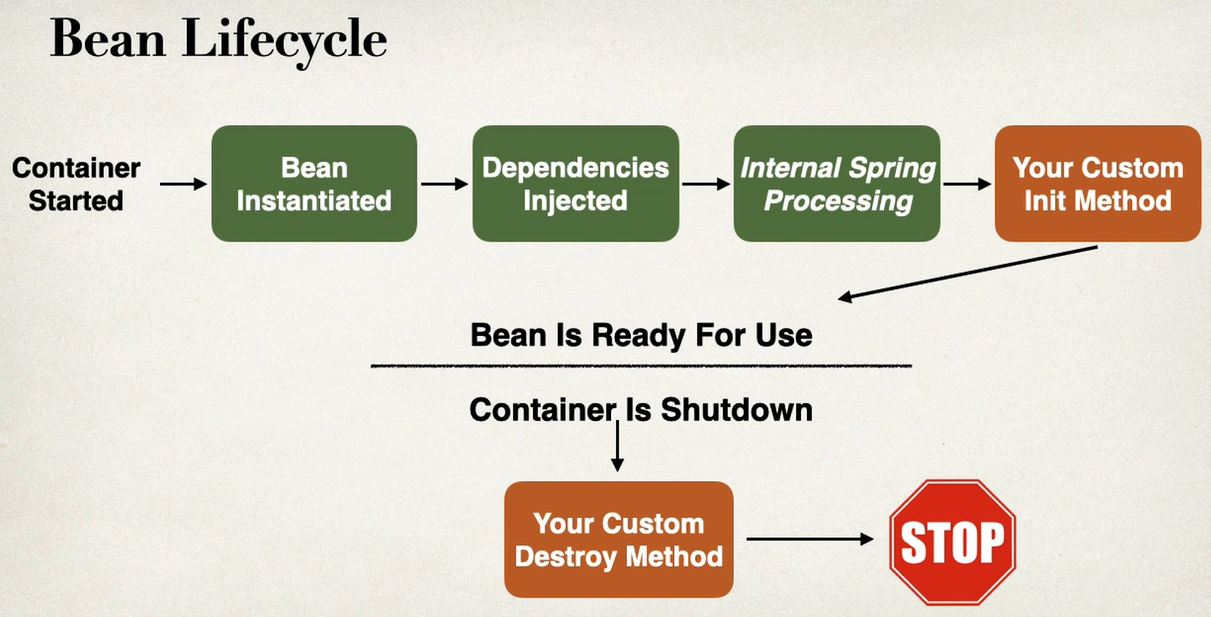 Bean Lifecycle
Container
Started
Bean
Instantiated
Dependencies
Injected
Internal Spring
Processing
Your Custom
Init Method
Bean Is Ready For Use
Container Is Shutdown
Your Custom
Destroy Method
STOP